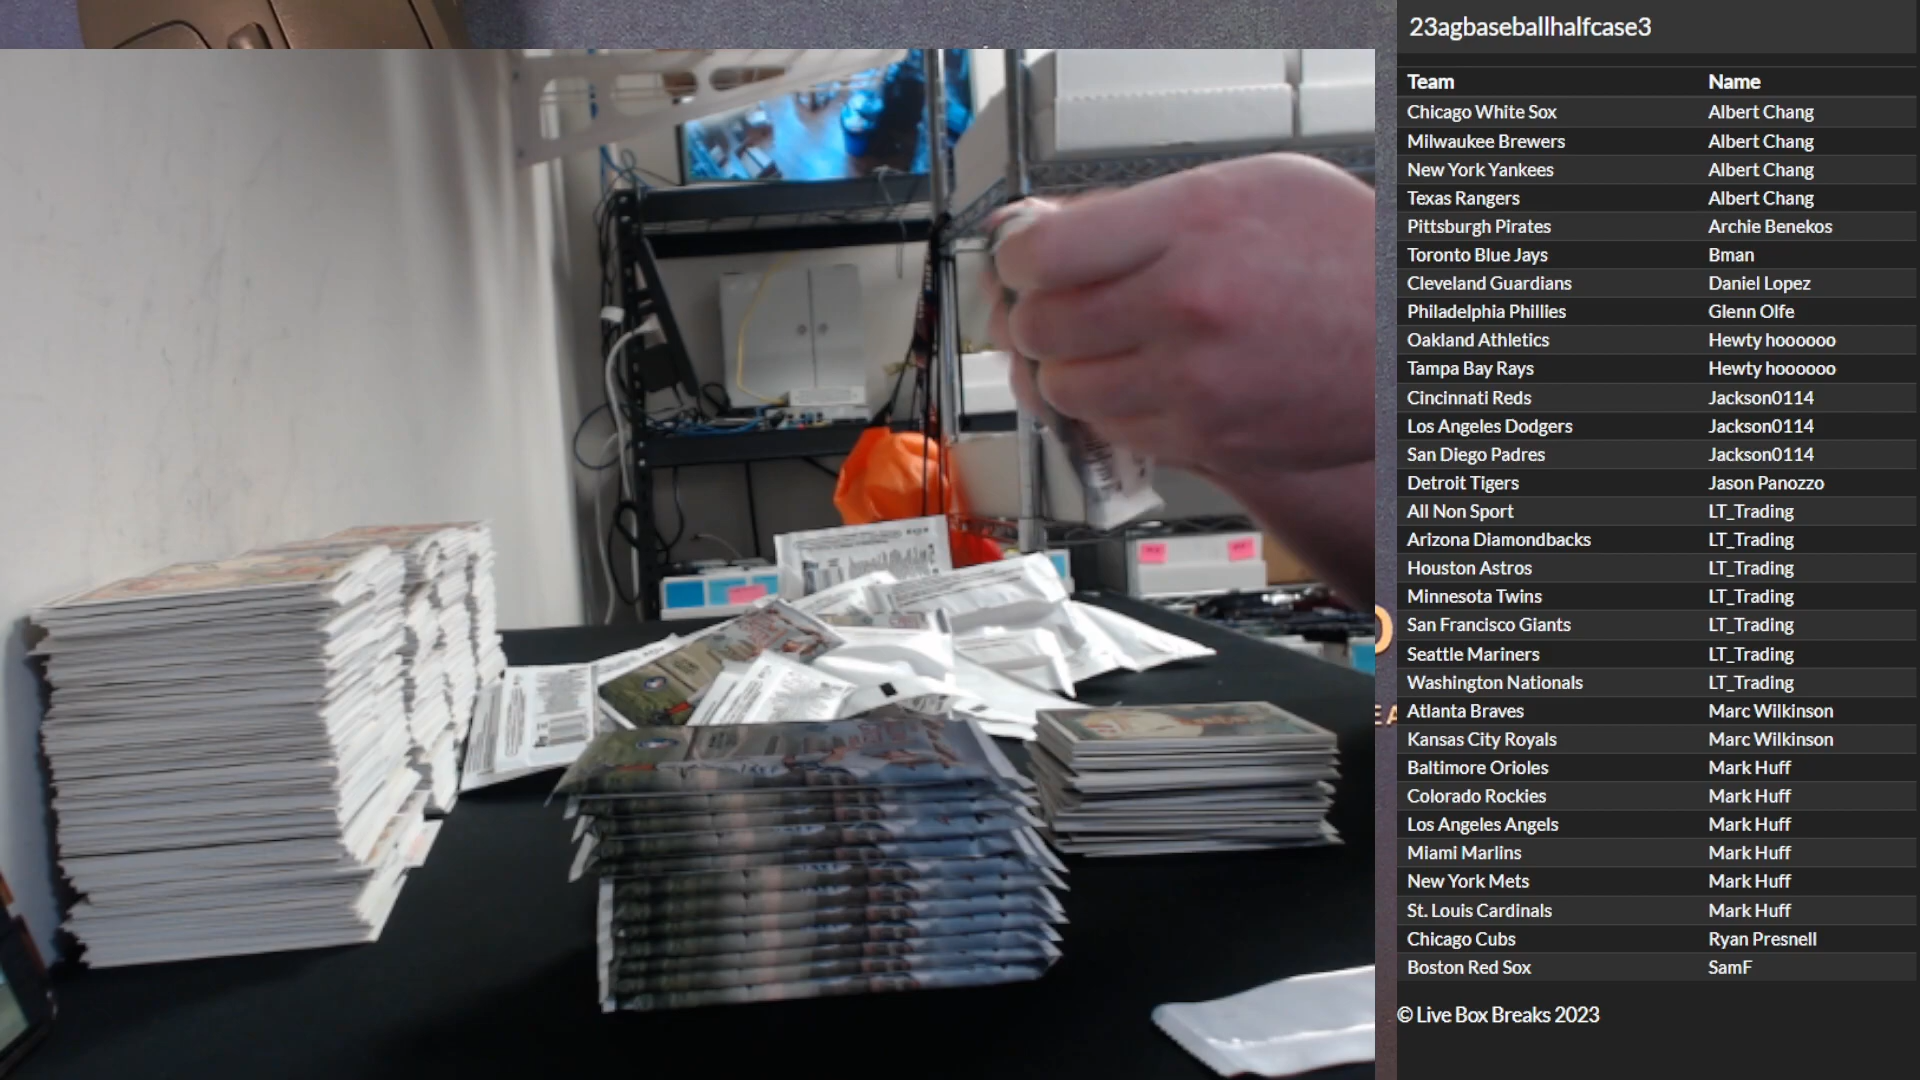 23agbaseballhalfcase3
Team Name
Chicago White Sox Albert Chang
Milwaukee Brewers Albert Chang
New York Yankees Albert Chang
Texas Rangers Albert Chang
Pittsburgh Pirates Archie Benekos
Toronto Blue Jays Bman
Cleveland Guardians Daniel Lopez
Philadelphia Phillies Glenn Olfe
Oakland Athletics Hewty hoooooo
Tampa Bay Rays Hewty hoooooo
Cincinnati Reds Jackson0114
Los Angeles Dodgers Jackson0114
San Diego Padres Jackson0114
Detroit Tigers Jason Panozzo
All Non Sport LT_Trading
Arizona Diamondbacks LT_Trading
Houston Astros LT_Trading
Minnesota Twins LT_Trading
San Francisco Giants LT_Trading
Seattle Mariners LT_Trading
Washington Nationals LT_Trading
Atlanta Braves Marc Wilkinson
Kansas City Royals Marc Wilkinson
Baltimore Orioles Mark Huff
Colorado Rockies Mark Huff
Los Angeles Angels Mark Huff
Miami Marlins Mark Huff
New York Mets Mark Huff
St. Louis Cardinals Mark Huff
Chicago Cubs Ryan Presnell
Boston Red Sox SamF
© Live Box Breaks 2023